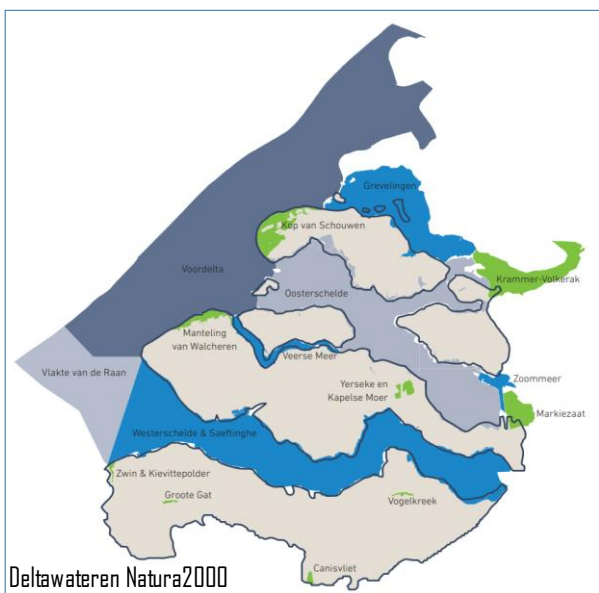 Grevelingen
Kop van Schouwen
Krammer-Volkerak
Voordelta
Oosterschelde
Manteling
van Walcheren
Veerse Meer
Vlakte van de Raan
Yerseke en
Kapelse Moer
Zoommeer
Markiezaat
Westerschelde & Saeftinghe
Zwin & Kievittepolder
Groote Gat
Vogelkreek
Canisvliet
Deltawateren Natura2000